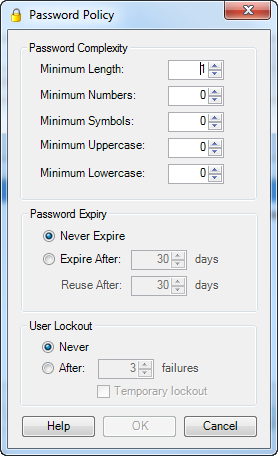 Password Policy
Password Complexity
Minimum Length: 1
Minimum Numbers: 0
Minimum Symbols: 0
Minimum Uppercase: 0
Minimum Lowercase: 0
Password Expiry
Never Expire
Expire After: 30 days
Reuse After: 30 days
User Lockout
Never
After: 3 failures
Temporary lockout
Help OK Cancel